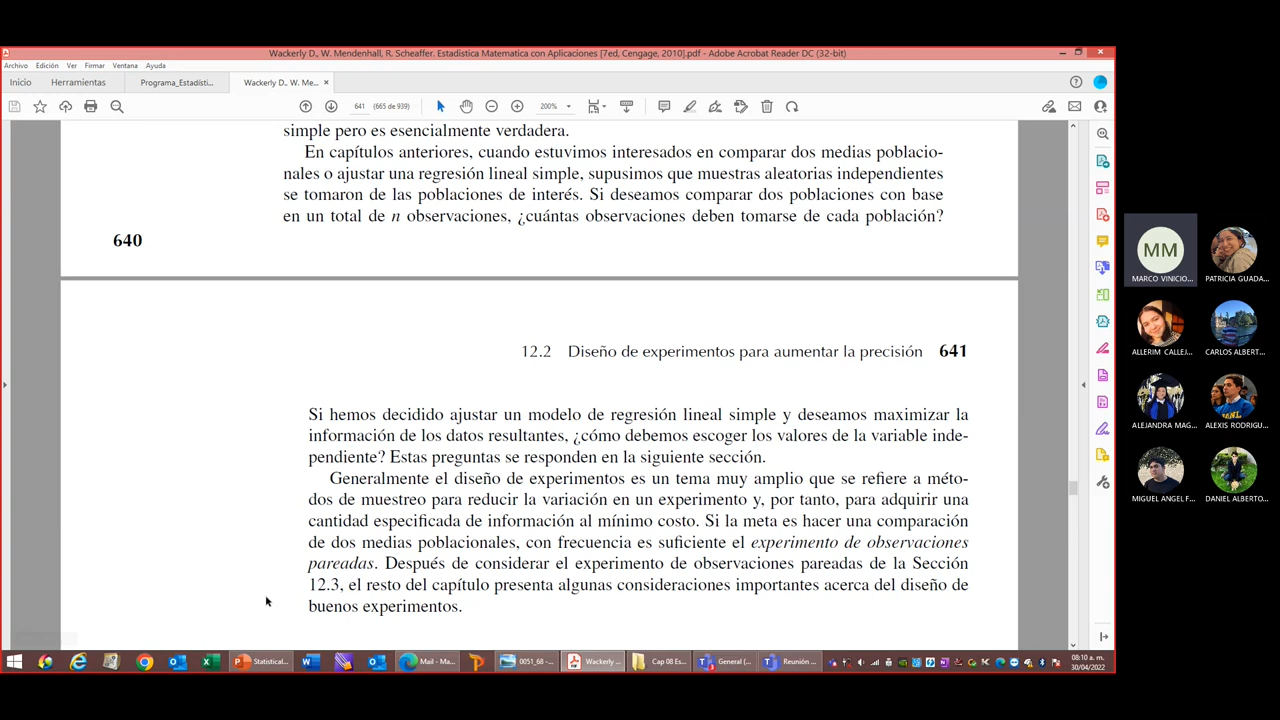 Wackerly D., W. Mendenhall, R. Scheaffer. Estadística Matematica con Aplicaciones [7ed, Cengage, 2010].pdf - Adobe Acrobat Reader DC (32-bit)
Archivo Edición Ver Firmar Ventana Ayuda
Inicio Herramientas Programa_Estadísti... Wackerly D., W. Me... ×
641 (665 de 939) 200%
simple pero es esencialmente verdadera.
En capítulos anteriores, cuando estuvimos interesados en comparar dos medias poblacio-
nales o ajustar una regresión lineal simple, supusimos que muestras aleatorias independientes
se tomaron de las poblaciones de interés. Si deseamos comparar dos poblaciones con base
en un total de n observaciones, ¿cuántas observaciones deben tomarse de cada población?
640
12.2 Diseño de experimentos para aumentar la precisión 641
Si hemos decidido ajustar un modelo de regresión lineal simple y deseamos maximizar la
información de los datos resultantes, ¿cómo debemos escoger los valores de la variable inde-
pendiente? Estas preguntas se responden en la siguiente sección.
Generalmente el diseño de experimentos es un tema muy amplio que se refiere a méto-
dos de muestreo para reducir la variación en un experimento y, por tanto, para adquirir una
cantidad especificada de información al mínimo costo. Si la meta es hacer una comparación
de dos medias poblacionales, con frecuencia es suficiente el experimento de observaciones
pareadas. Después de considerar el experimento de observaciones pareadas de la Sección
12.3, el resto del capítulo presenta algunas consideraciones importantes acerca del diseño de
buenos experimentos.
MM
MARCO VINICIO... PATRICIA GUADA...
ALLERIM CALLEJ... CARLOS ALBERT...
ALEJANDRA MAG... ALEXIS RODRIGU...
MIGUEL ANGEL F... DANIEL ALBERTO...
Statistical... Mail - Ma... 0051_68 -... Wackerly ... Cap 08 Es... General (... Reunión ...
08:10 a. m.
30/04/2022